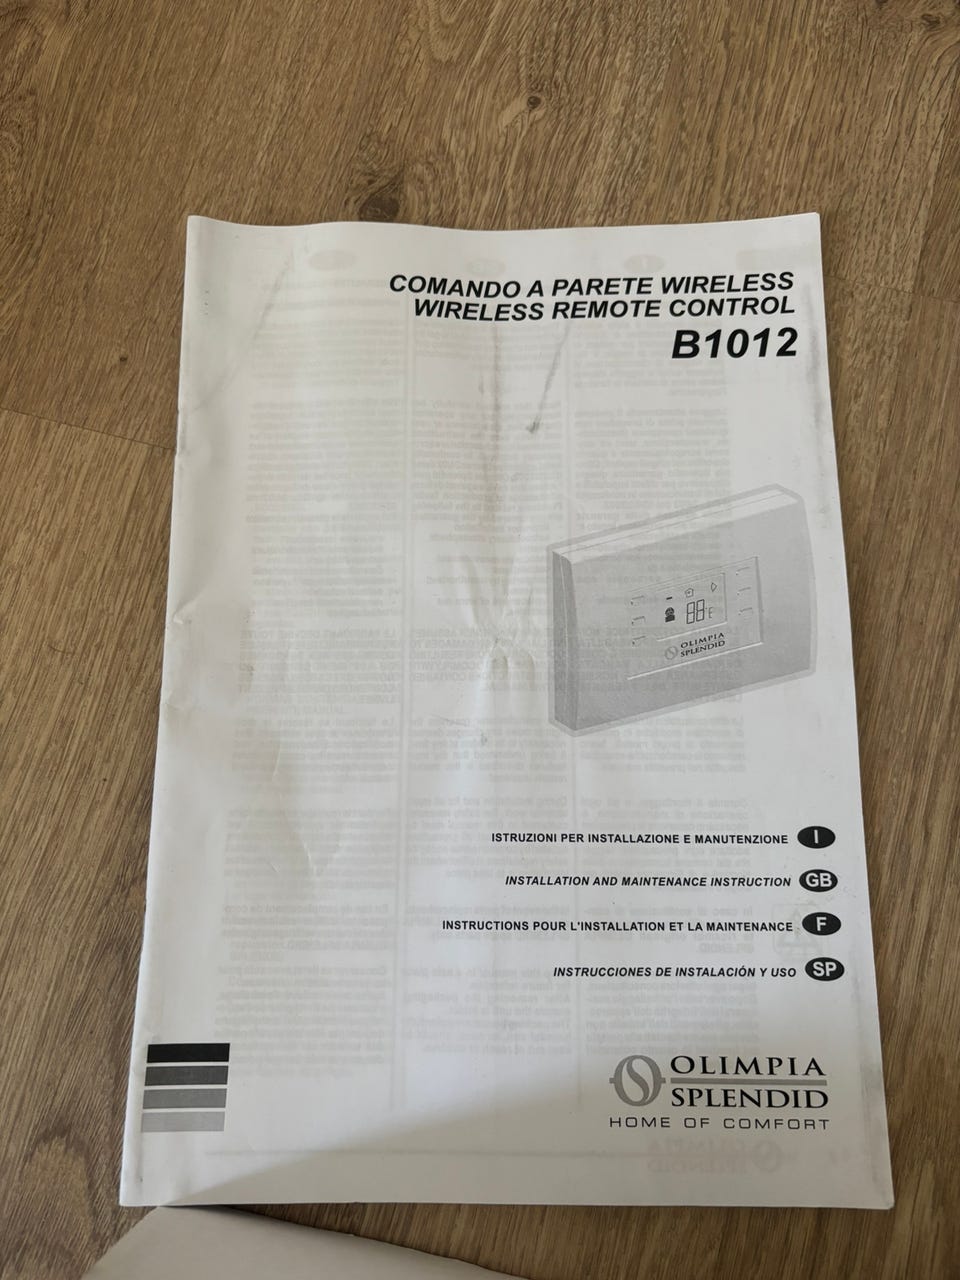 COMANDO A PARETE WIRELESS
WIRELESS REMOTE CONTROL
B1012
OLIMPIA
SPLENDID
ISTRUZIONI PER INSTALLAZIONE E MANUTENZIONE I
INSTALLATION AND MAINTENANCE INSTRUCTION GB
INSTRUCTIONS POUR L'INSTALLATION ET LA MAINTENANCE F
INSTRUCCIONES DE INSTALACIÓN Y USO SP
OLIMPIA
SPLENDID
HOME OF COMFORT